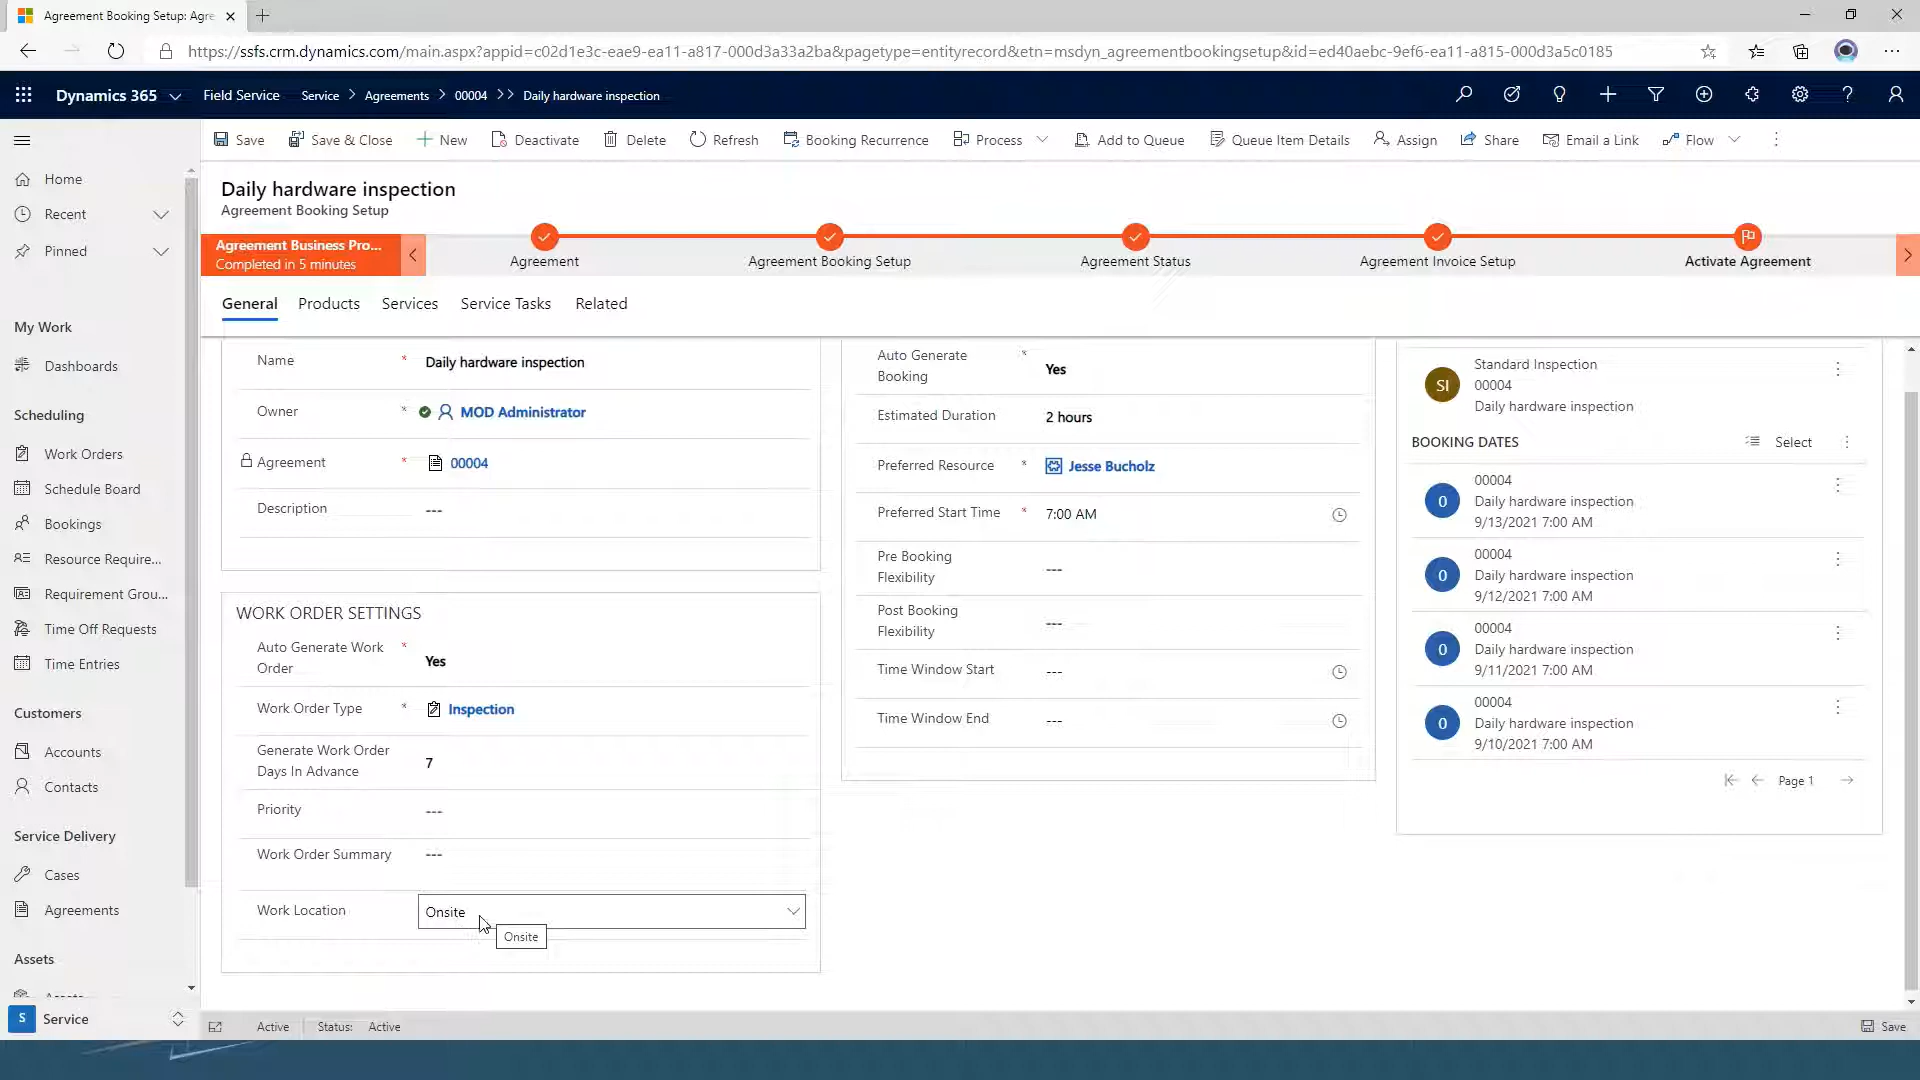 Agreement Booking Setup: Agre
https://ssfs.crm.dynamics.com/main.aspx?appid=c02d1e3c-eae9-ea11-a817-000d3a33a2ba&pagetype=entityrecord&etn=msdyn_agreementbookingsetup&id=ed40aebc-9ef6-ea11-a815-000d3a5c0185
Dynamics 365
Field Service
Service > Agreements > 00004 >> Daily hardware inspection
Save
Save & Close
New
Deactivate
Delete
Refresh
Booking Recurrence
Process
Add to Queue
Queue Item Details
Assign
Share
Email a Link
Flow
Home
Recent
Pinned
My Work
Dashboards
Scheduling
Work Orders
Schedule Board
Bookings
Resource Require...
Requirement Grou...
Time Off Requests
Time Entries
Customers
Accounts
Contacts
Service Delivery
Cases
Agreements
Assets
Assets
S Service
Daily hardware inspection
Agreement Booking Setup
Agreement Business Pro...
Completed in 5 minutes
Agreement
Agreement Booking Setup
Agreement Status
Agreement Invoice Setup
Activate Agreement
General
Products
Services
Service Tasks
Related
Name * Daily hardware inspection
Owner * MOD Administrator
Agreement * 00004
Description ---
WORK ORDER SETTINGS
Auto Generate Work
Order * Yes
Work Order Type * Inspection
Generate Work Order
Days In Advance 7
Priority ---
Work Order Summary ---
Work Location Onsite
Onsite
Auto Generate
Booking * Yes
Estimated Duration 2 hours
Preferred Resource * Jesse Bucholz
Preferred Start Time * 7:00 AM
Pre Booking
Flexibility ---
Post Booking
Flexibility ---
Time Window Start ---
Time Window End ---
SI
Standard Inspection
00004
Daily hardware inspection
BOOKING DATES
Select
0
00004
Daily hardware inspection
9/13/2021 7:00 AM
0
00004
Daily hardware inspection
9/12/2021 7:00 AM
0
00004
Daily hardware inspection
9/11/2021 7:00 AM
0
00004
Daily hardware inspection
9/10/2021 7:00 AM
Page 1
Active
Status: Active
Save